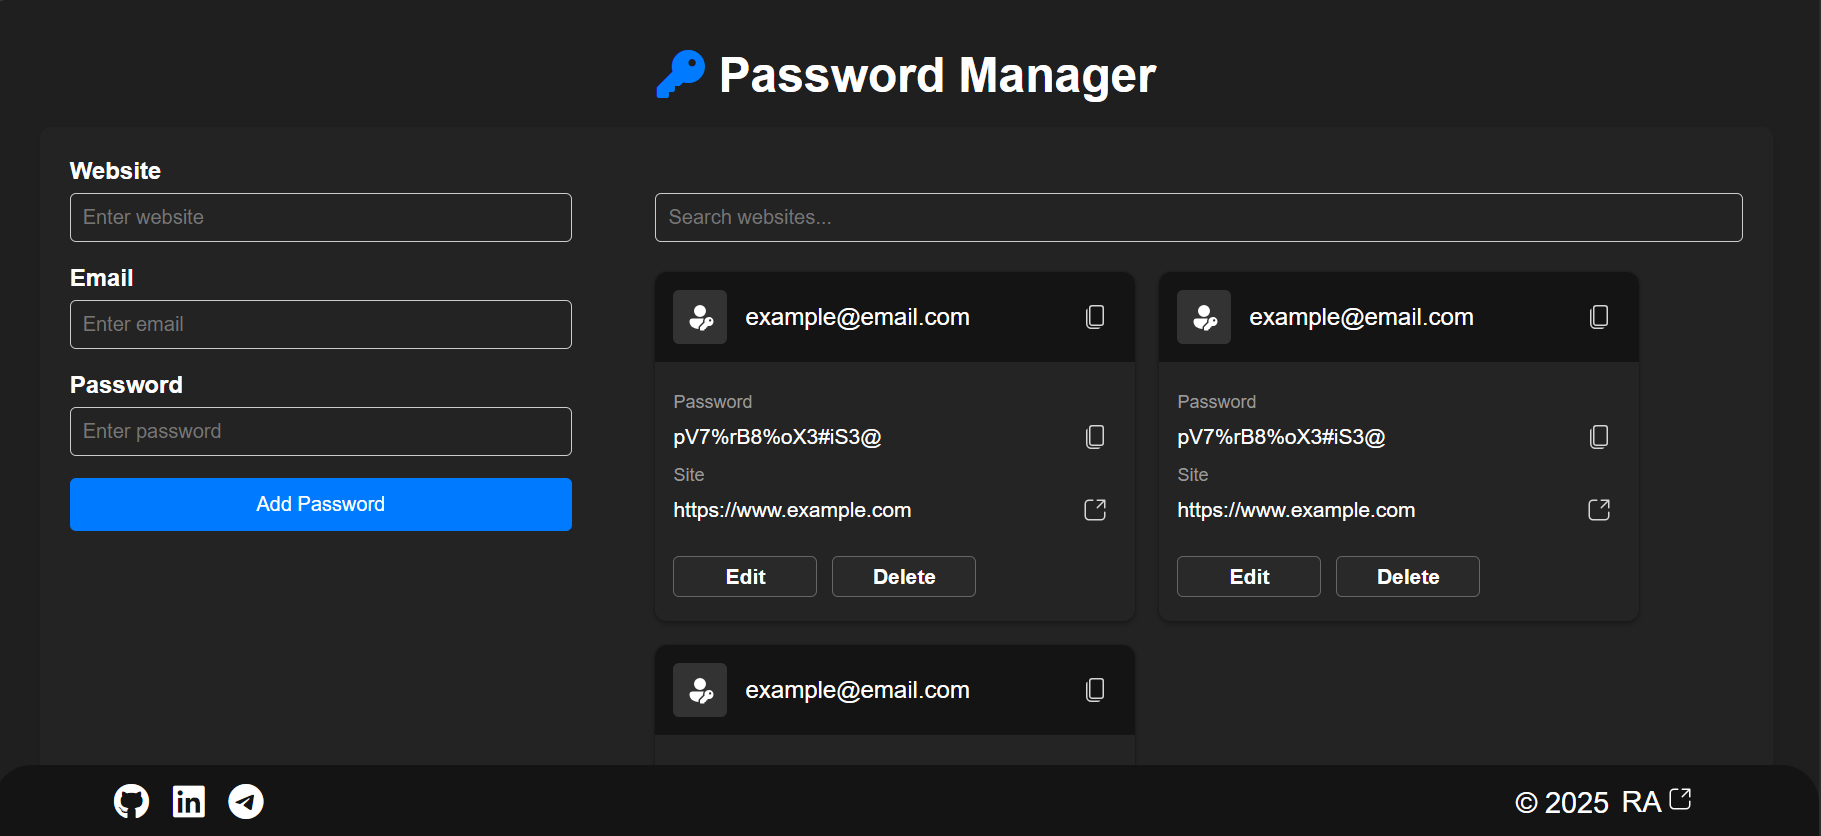 Password Manager
Website
Enter website
Email
Enter email
Password
Enter password
Add Password
Search websites...
example@email.com
Password
pV7%rB8%oX3#iS3@
Site
https://www.example.com
Edit Delete
example@email.com
Password
pV7%rB8%oX3#iS3@
Site
https://www.example.com
Edit Delete
example@email.com
in
© 2025 RA